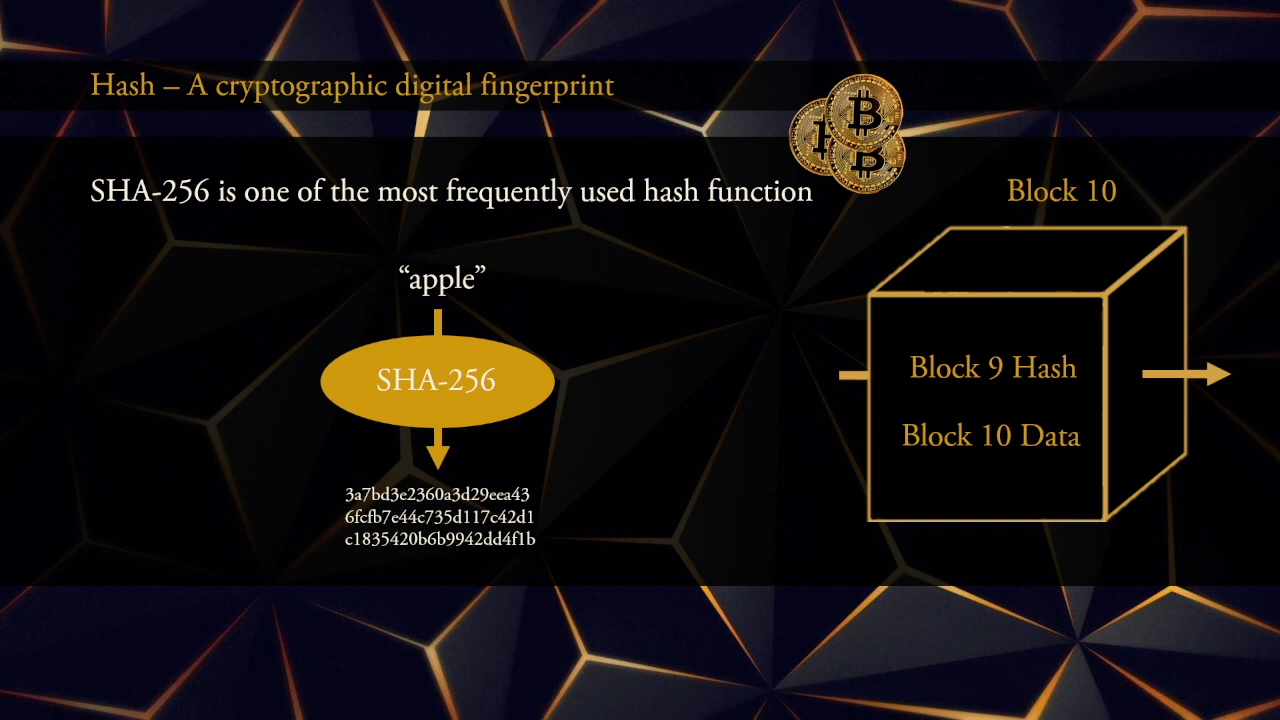 Hash – A cryptographic digital fingerprint
SHA-256 is one of the most frequently used hash function
“apple”
SHA-256
3a7bd3e2360a3d29eea43
6fcfb7e44c735d117c42d1
c1835420b6b9942dd4f1b
Block 10
Block 9 Hash
Block 10 Data